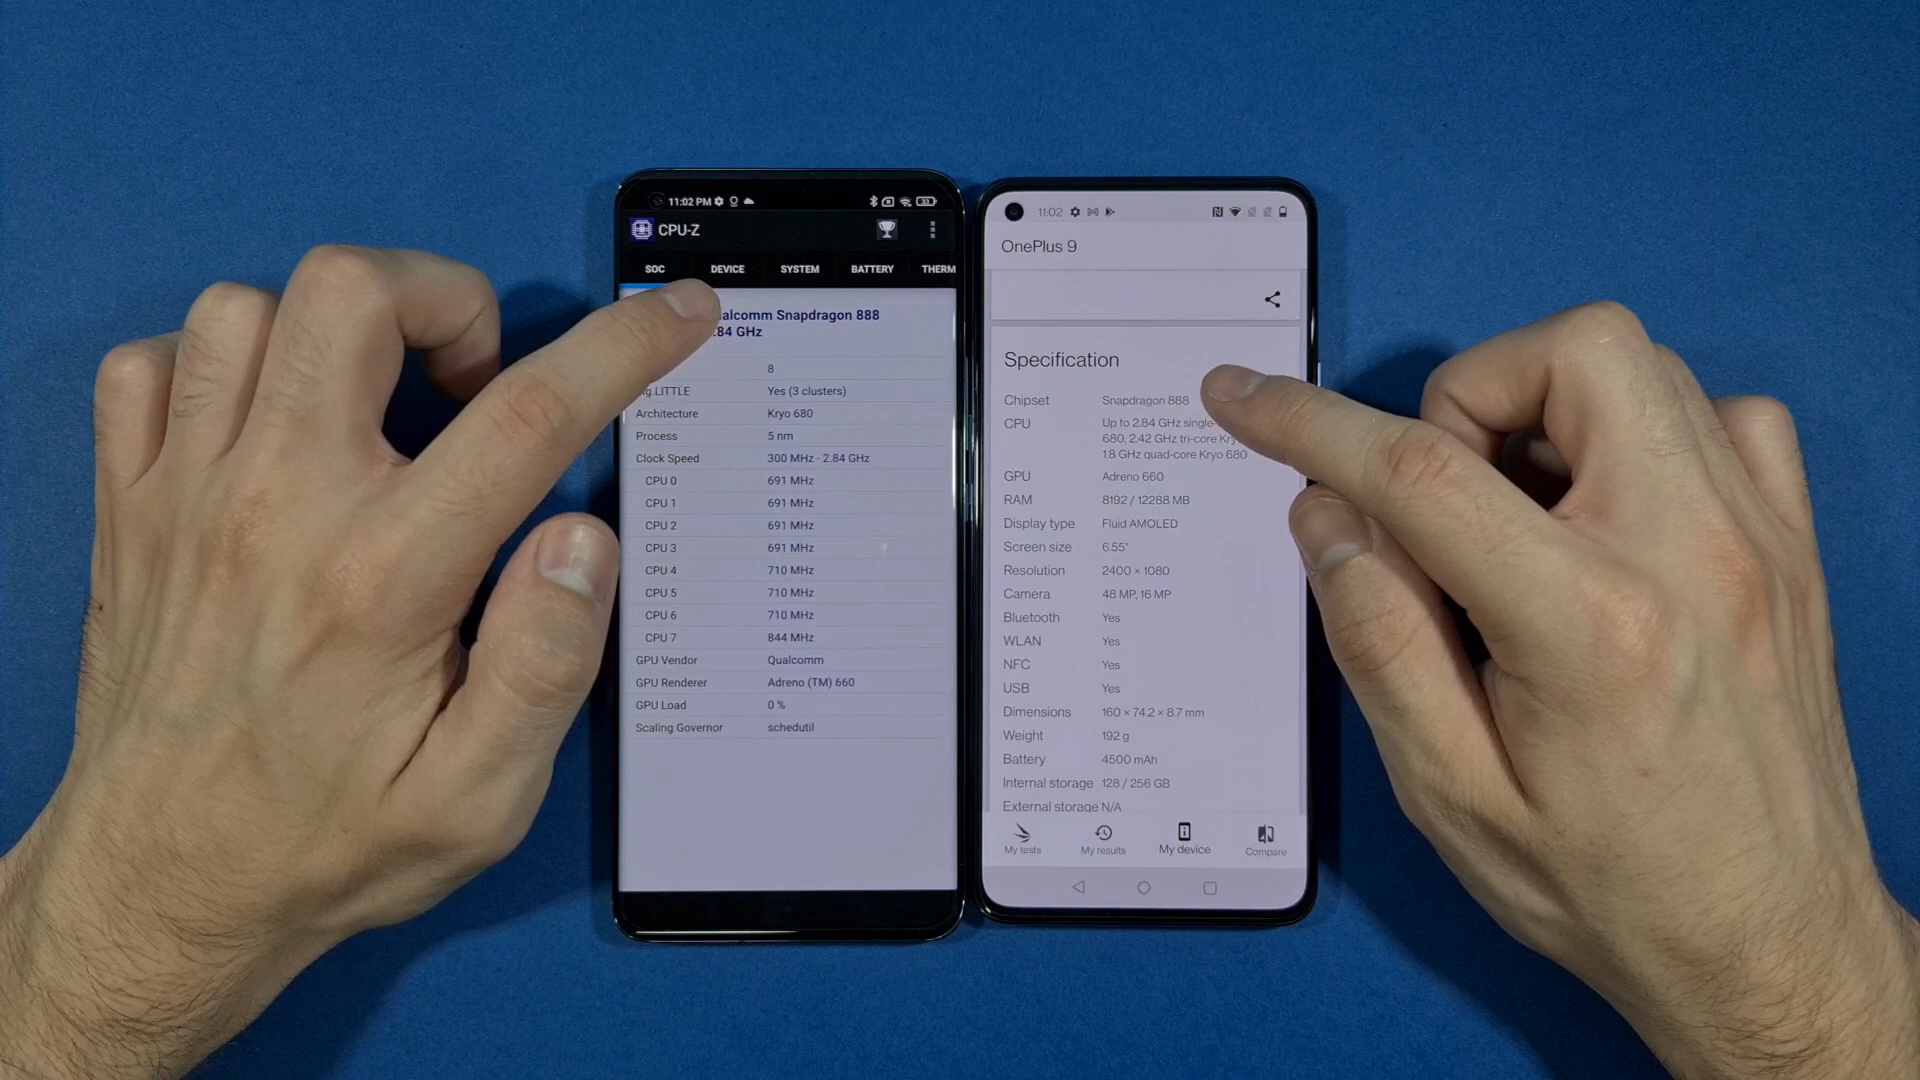 11:02 PM
33
CPU-Z
SOC DEVICE SYSTEM BATTERY THERM
alcomm Snapdragon 888
.84 GHz
8
g.LITTLE Yes (3 clusters)
Architecture Kryo 680
Process 5 nm
Clock Speed 300 MHz - 2.84 GHz
CPU 0 691 MHz
CPU 1 691 MHz
CPU 2 691 MHz
CPU 3 691 MHz
CPU 4 710 MHz
CPU 5 710 MHz
CPU 6 710 MHz
CPU 7 844 MHz
GPU Vendor Qualcomm
GPU Renderer Adreno (TM) 660
GPU Load 0 %
Scaling Governor schedutil
11:02
OnePlus 9
Specification
Chipset Snapdragon 888
CPU Up to 2.84 GHz single-
680, 2.42 GHz tri-core Kry
1.8 GHz quad-core Kryo 680
GPU Adreno 660
RAM 8192 / 12288 MB
Display type Fluid AMOLED
Screen size 6.55"
Resolution 2400 × 1080
Camera 48 MP, 16 MP
Bluetooth Yes
WLAN Yes
NFC Yes
USB Yes
Dimensions 160 × 74.2 × 8.7 mm
Weight 192 g
Battery 4500 mAh
Internal storage 128 / 256 GB
External storage N/A
My tests My results My device Compare